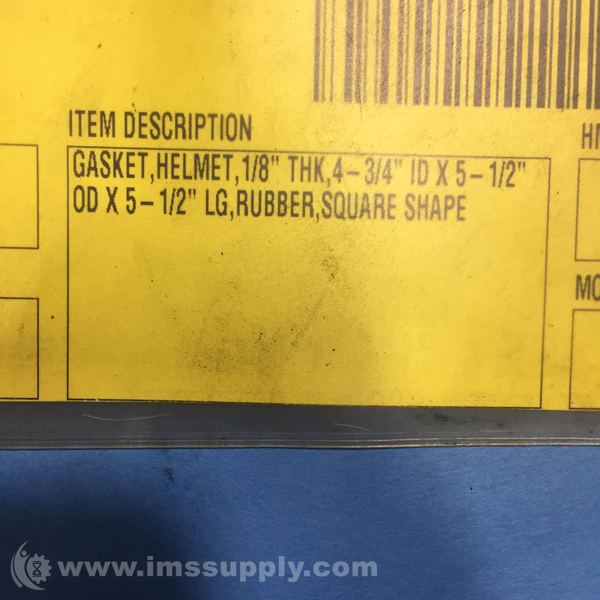 ITEM DESCRIPTION
GASKET,HELMET,1/8" THK,4-3/4" ID X 5-1/2"
OD X 5-1/2" LG,RUBBER,SQUARE SHAPE
www.imssupply.com